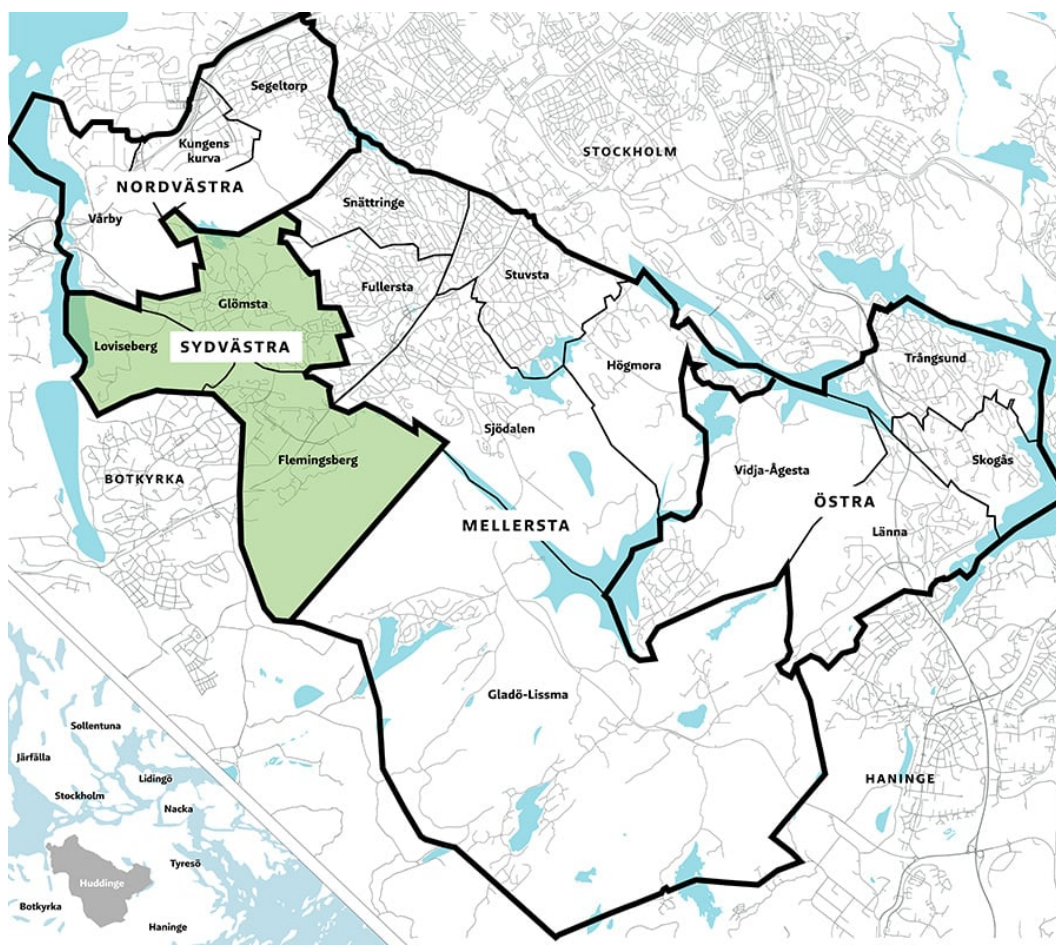 Segeltorp
Kungens
kurva
STOCKHOLM
NORDVÄSTRA
Vårby
Snättringe
Stuvsta
Fullersta
Glömsta
Loviseberg
SYDVÄSTRA
Högmora
Trångsund
Sjödalen
Flemingsberg
Skogås
Vidja-Ågesta
BOTKYRKA
ÖSTRA
MELLERSTA
Länna
Gladö-Lissma
HANINGE
Sollentuna
Järfälla
Lidingö
Stockholm
Nacka
Tyresö
Huddinge
Botkyrka
Haninge